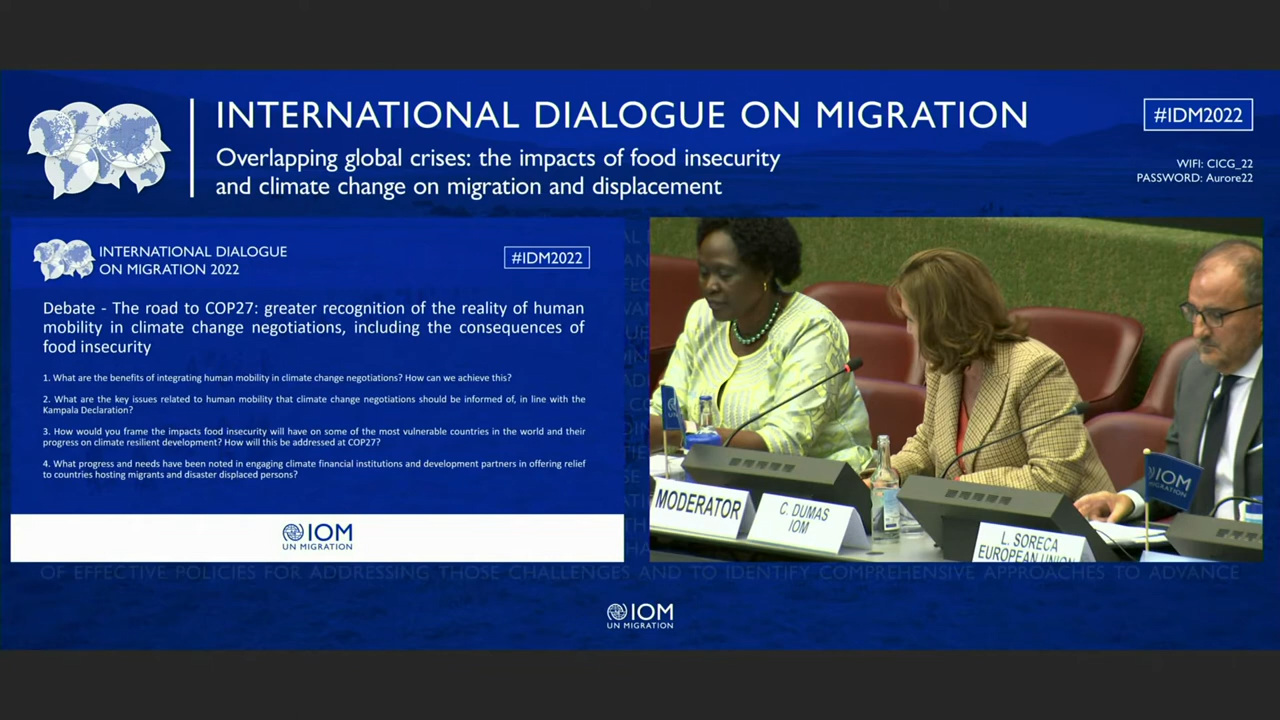 INTERNATIONAL DIALOGUE ON MIGRATION
Overlapping global crises: the impacts of food insecurity
and climate change on migration and displacement
#IDM2022
WIFI: CICG_22
PASSWORD: Aurore22
INTERNATIONAL DIALOGUE
ON MIGRATION 2022
#IDM2022
Debate - The road to COP27: greater recognition of the reality of human
mobility in climate change negotiations, including the consequences of
food insecurity
1. What are the benefits of integrating human mobility in climate change negotiations? How can we achieve this?
2. What are the key issues related to human mobility that climate change negotiations should be informed of, in line with the
Kampala Declaration?
3. How would you frame the impacts food insecurity will have on some of the most vulnerable countries in the world and their
progress on climate resilient development? How will this be addressed at COP27?
4. What progress and needs have been noted in engaging climate financial institutions and development partners in offering relief
to countries hosting migrants and disaster displaced persons?
IOM
UN MIGRATION
MODERATOR
C. DUMAS
IOM
L. SORECA
EUROPEAN UNION
IOM
MIGRATION
OF EFFECTIVE POLICIES FOR ADDRESSING THOSE CHALLENGES AND TO IDENTIFY COMPREHENSIVE APPROACHES TO ADVANCE
IOM
UN MIGRATION